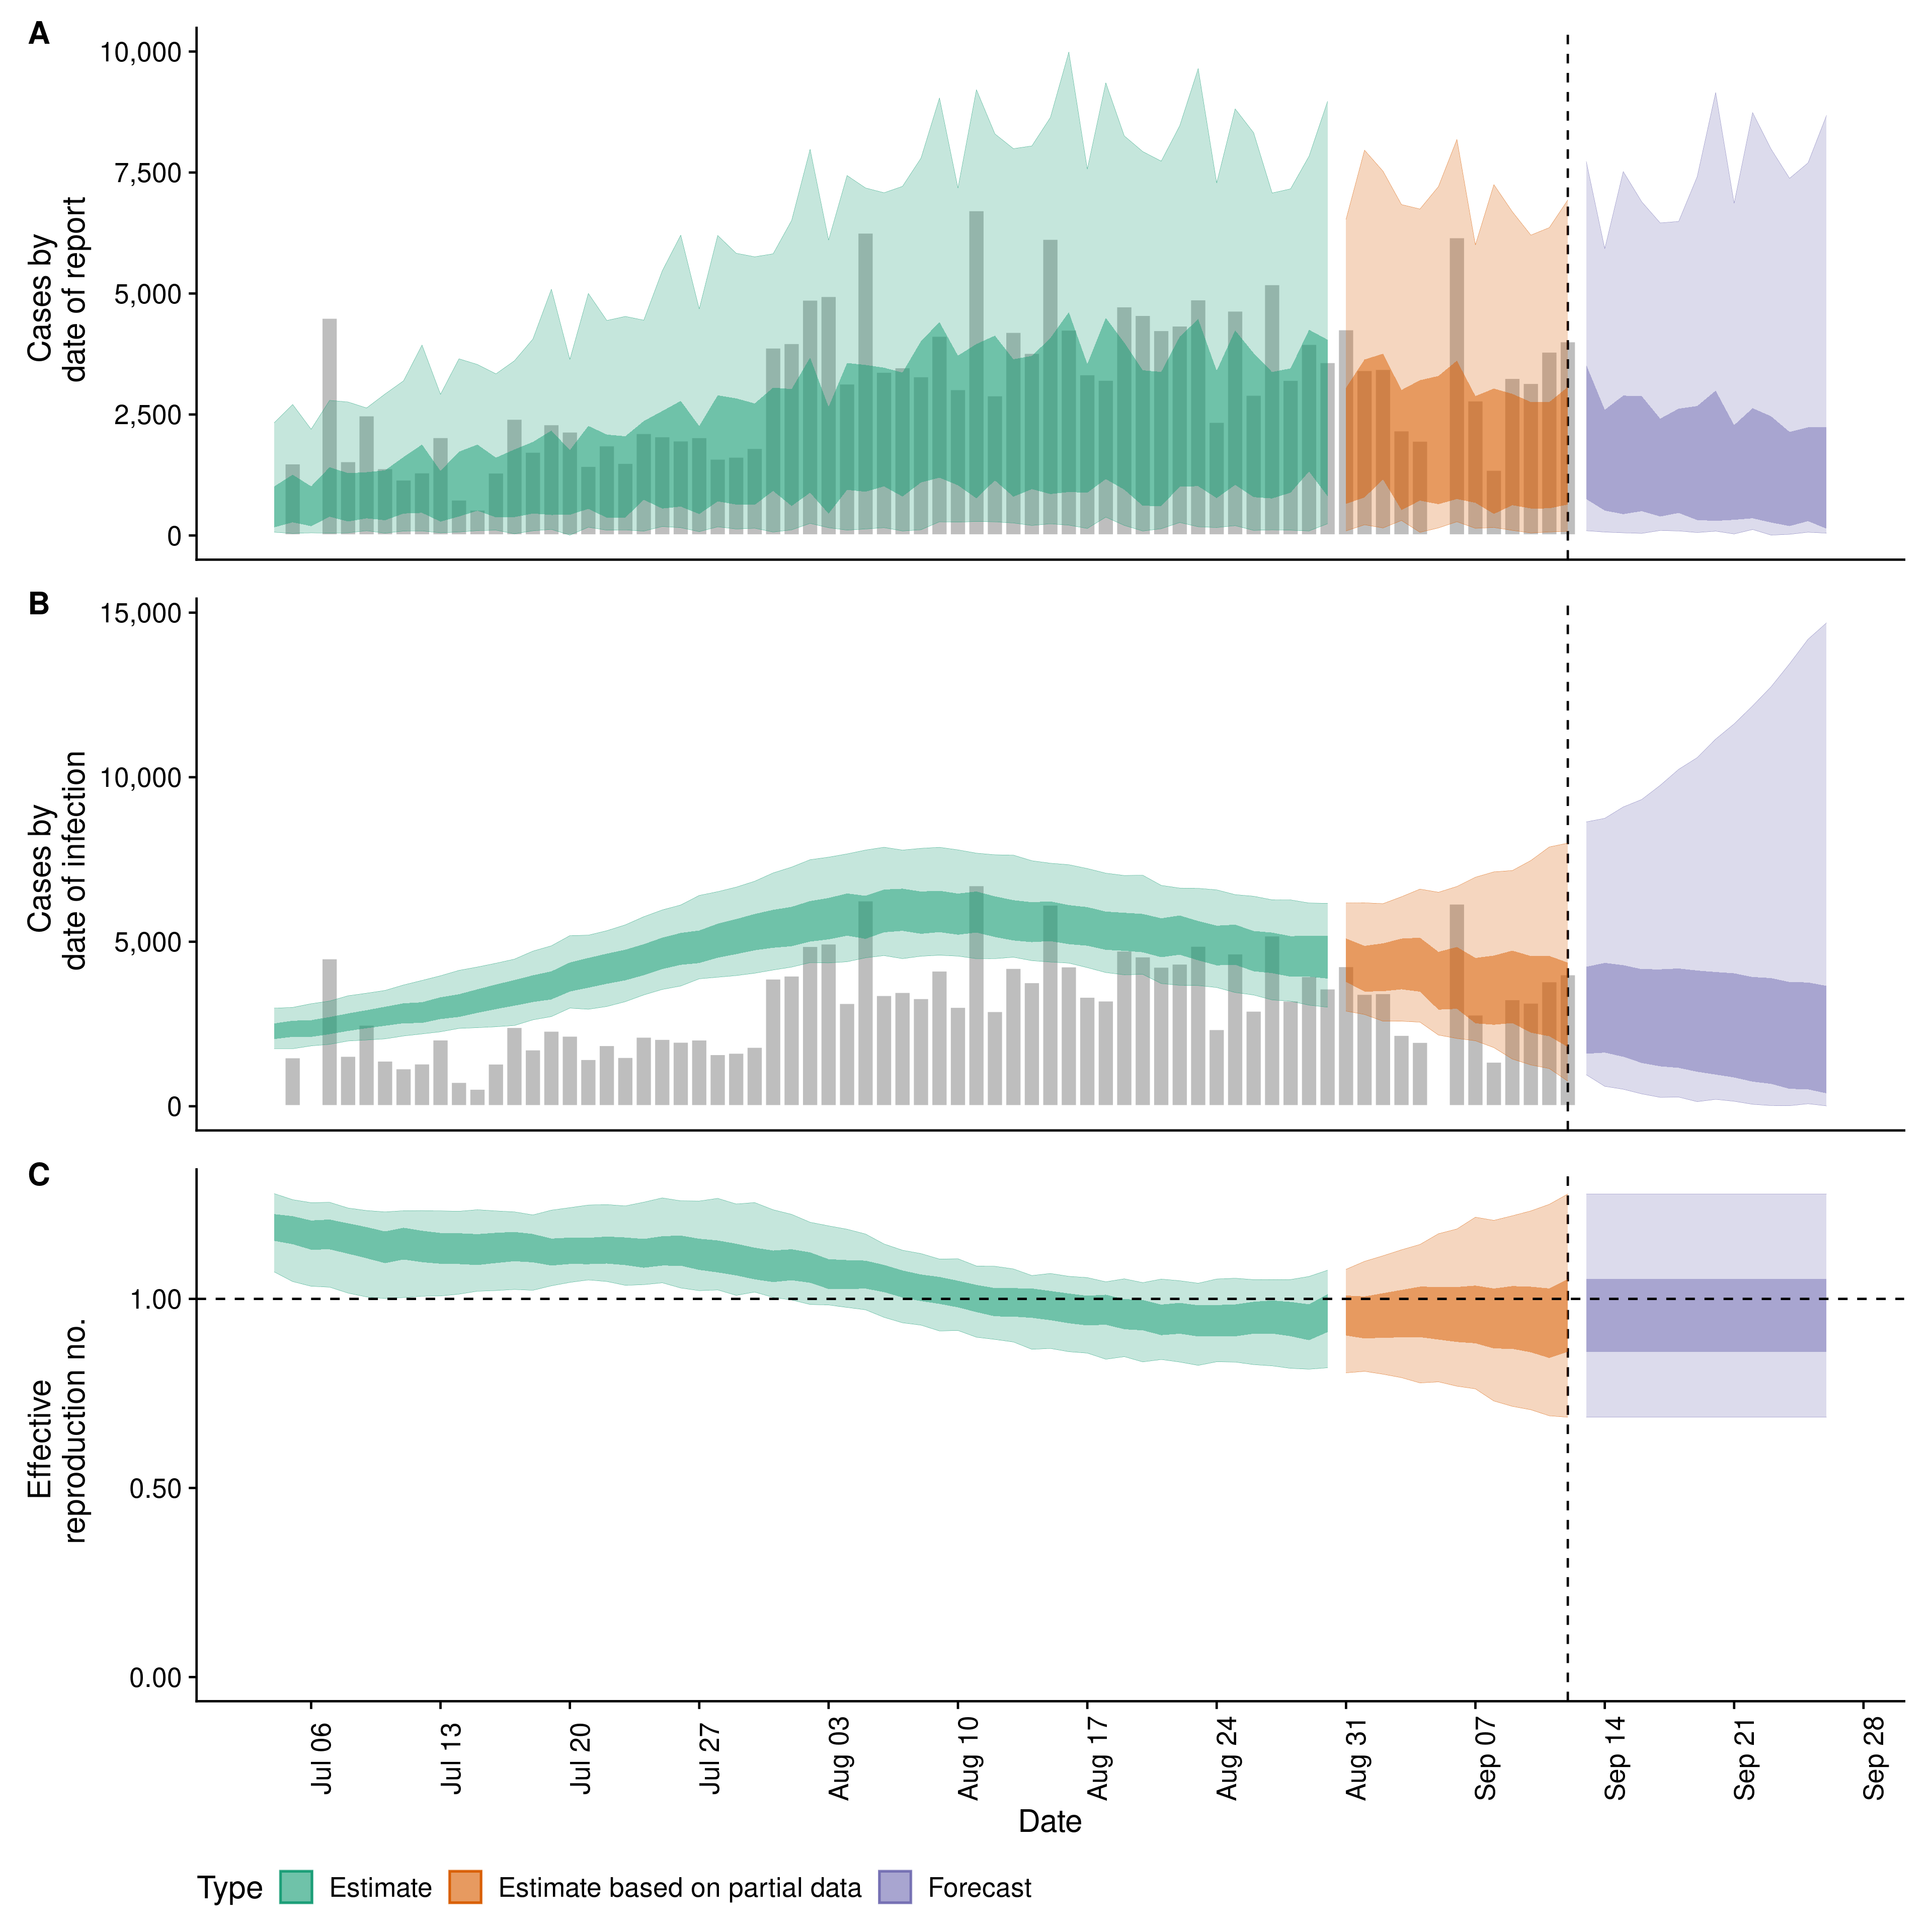 A
Cases by
date of report
10,000
7,500
5,000
2,500
0
B
Cases by
date of infection
15,000
10,000
5,000
0
C
Effective
reproduction no.
1.00
0.50
0.00
Jul 06
Jul 13
Jul 20
Jul 27
Aug 03
Aug 10
Aug 17
Aug 24
Aug 31
Sep 07
Sep 14
Sep 21
Sep 28
Date
Type Estimate Estimate based on partial data Forecast